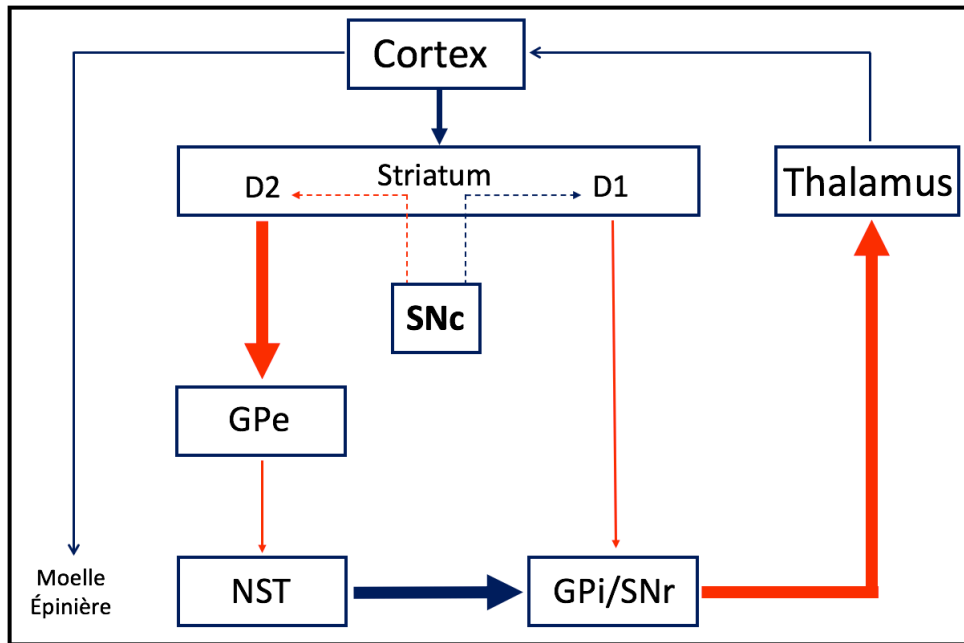 Cortex
Striatum
D2
D1
Thalamus
SNc
GPe
Moelle
Épinière
NST
GPi/SNr